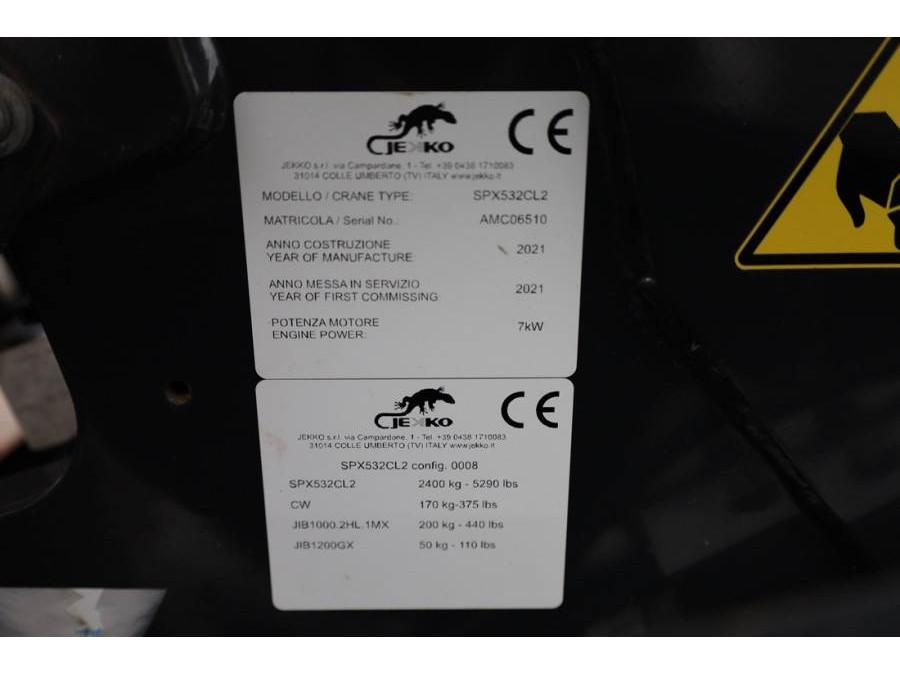 JEKKO
CE
JEKKO s.r.l. via Campardone, 1 - Tel. +39 0438 1710083
31014 COLLE UMBERTO (TV) ITALY www.jekko.it
MODELLO / CRANE TYPE: SPX532CL2
MATRICOLA / Serial No.: AMC06510
ANNO COSTRUZIONE
YEAR OF MANUFACTURE: 2021
ANNO MESSA IN SERVIZIO
YEAR OF FIRST COMMISSING: 2021
POTENZA MOTORE
ENGINE POWER: 7kW
JEKKO
CE
JEKKO s.r.l. via Campardone, 1 - Tel. +39 0438 1710083
31014 COLLE UMBERTO (TV) ITALY www.jekko.it
SPX532CL2 config. 0008
SPX532CL2 2400 kg - 5290 lbs
CW 170 kg-375 lbs
JIB1000.2HL.1MX 200 kg - 440 lbs
JIB1200GX 50 kg - 110 lbs